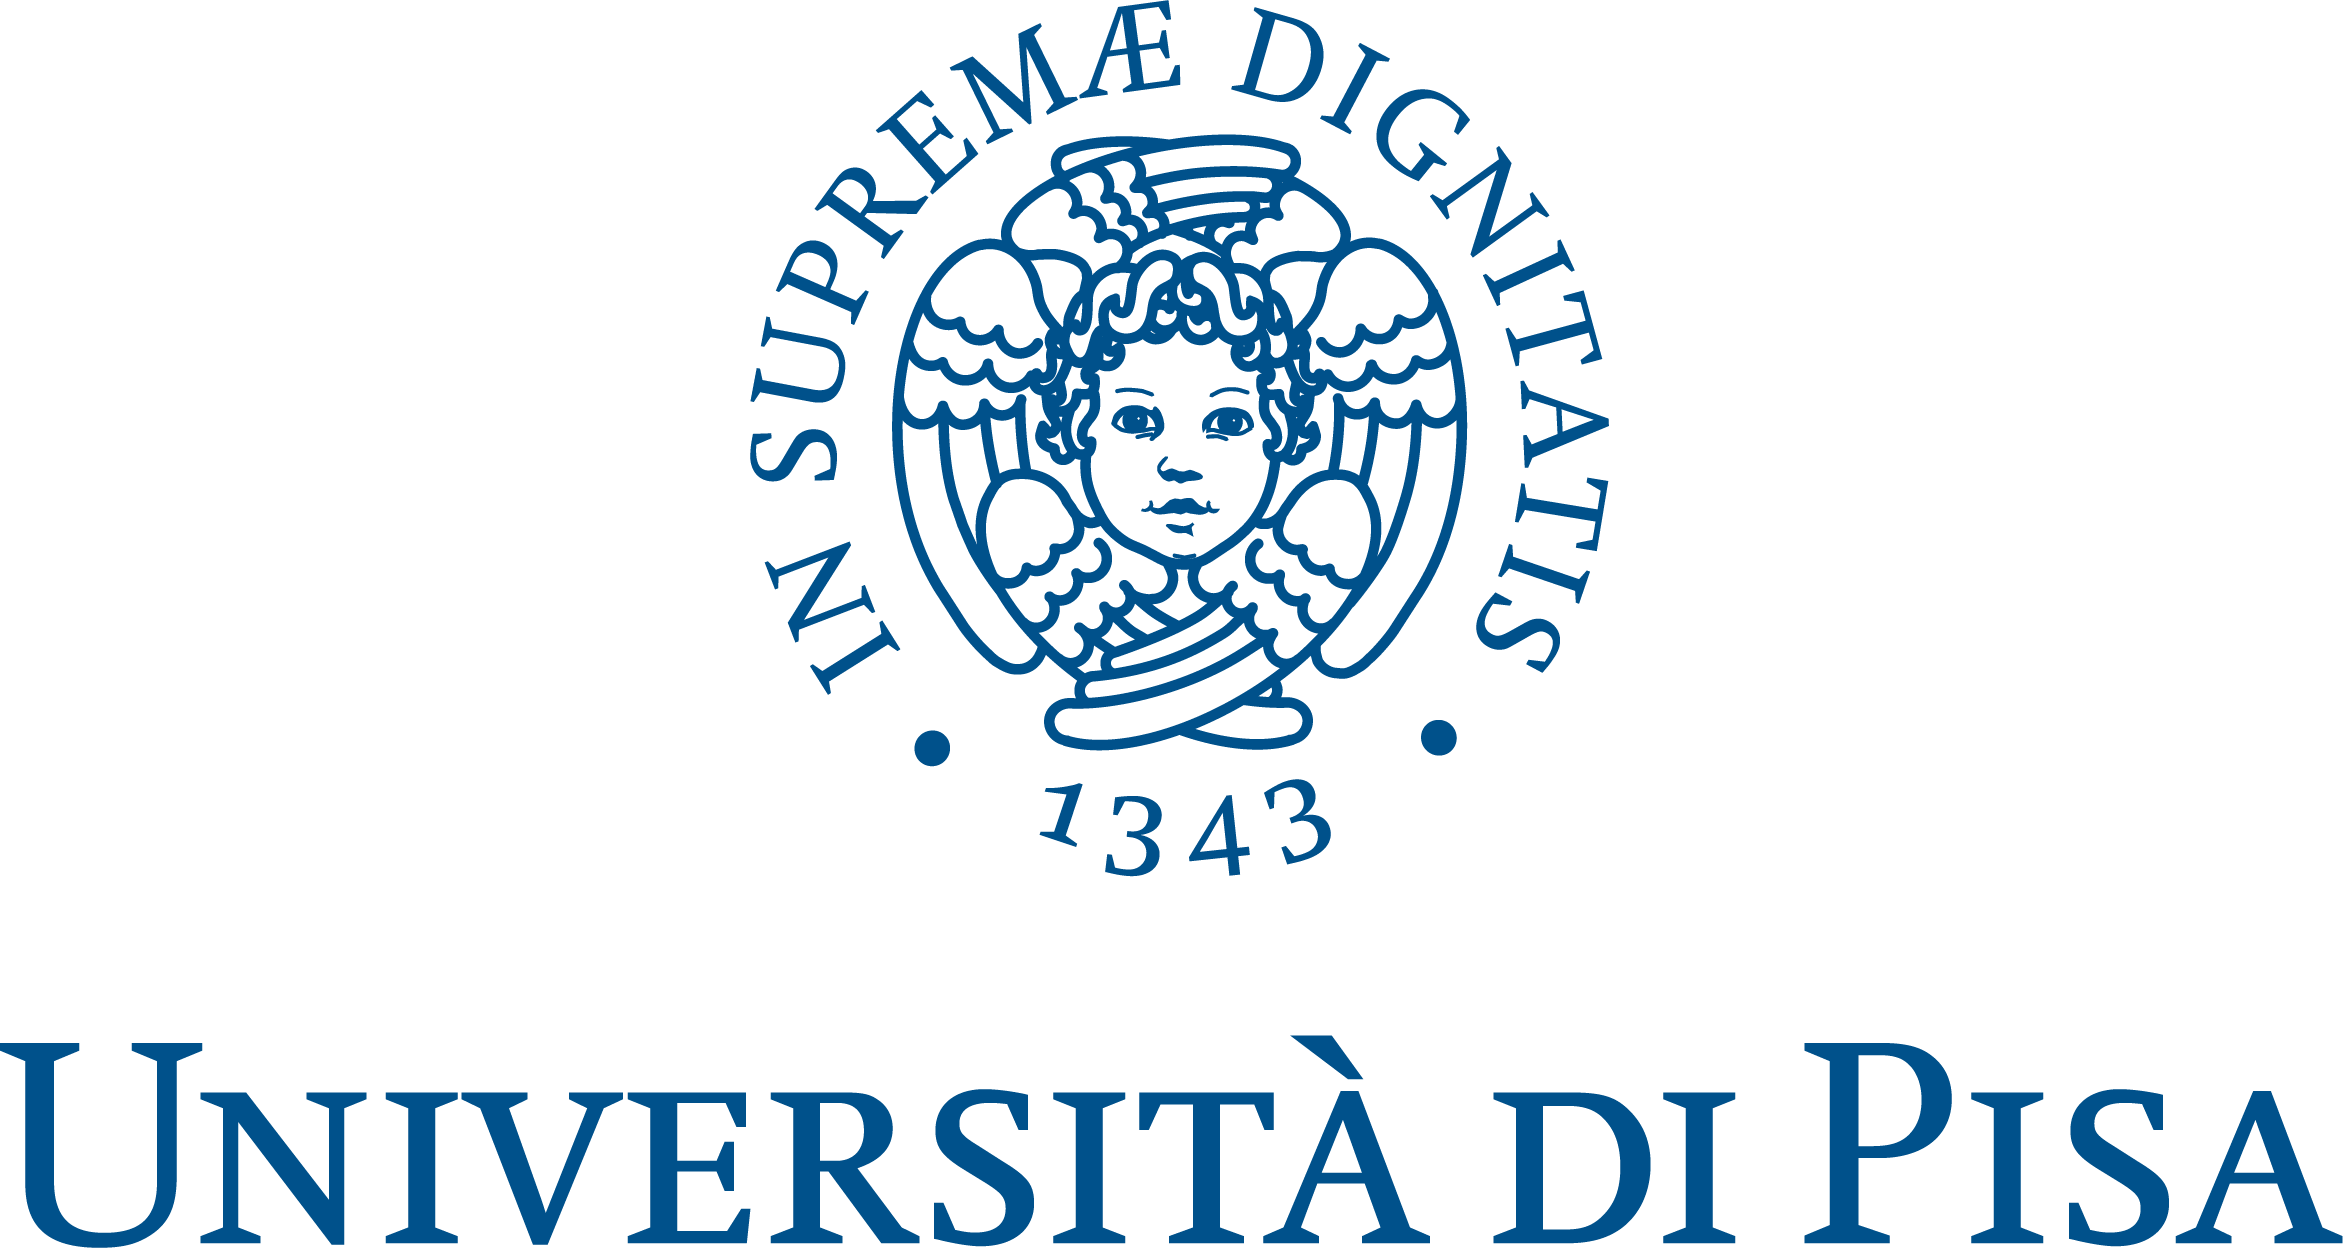 IN SUPREMÆ DIGNITATIS
· 1343 ·
UNIVERSITÀ DI PISA